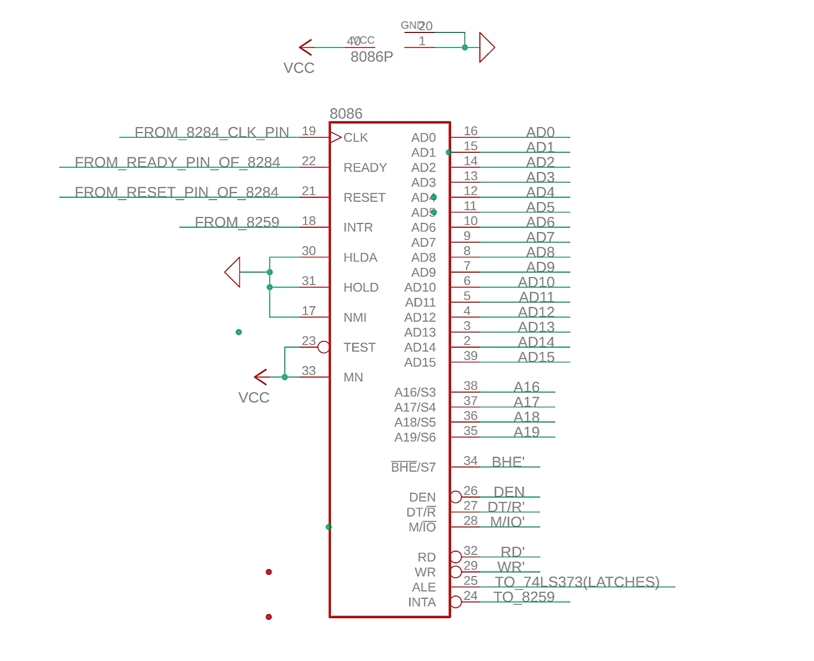 GND 20
40 VCC 1
8086P
VCC
8086
FROM_8284_CLK_PIN 19 CLK AD0 16 AD0
AD1 15 AD1
FROM_READY_PIN_OF_8284 22 READY AD2 14 AD2
AD3 13 AD3
FROM_RESET_PIN_OF_8284 21 RESET AD4 12 AD4
AD5 11 AD5
FROM_8259 18 INTR AD6 10 AD6
AD7 9 AD7
30 HLDA AD8 8 AD8
AD9 7 AD9
31 HOLD AD10 6 AD10
AD11 5 AD11
17 NMI AD12 4 AD12
AD13 3 AD13
23 TEST AD14 2 AD14
AD15 39 AD15
33 MN
VCC
A16/S3 38 A16
A17/S4 37 A17
A18/S5 36 A18
A19/S6 35 A19
BHE/S7 34 BHE'
DEN 26 DEN
DT/R 27 DT/R'
M/IO 28 M/IO'
RD 32 RD'
WR 29 WR'
ALE 25 TO_74LS373(LATCHES)
INTA 24 TO_8259